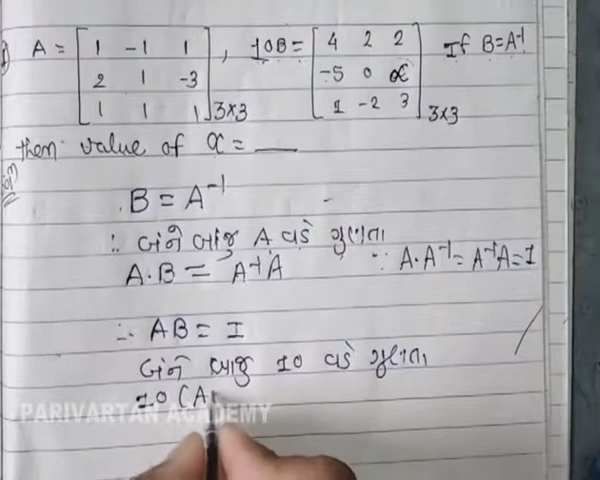 A = [ 1 -1 1 , 10B = [ 4 2 2 If B=A⁻¹
2 1 -3 -5 0 α
1 1 1 ]3×3 1 -2 3 ]3×3
then value of α = ___
Solⁿ
B = A⁻¹
∴ બંને બાજુ A વડે ગુણતા
A·B = A⁻¹A ∵ A·A⁻¹ = A⁻¹A = I
∴ AB = I
બંને બાજુ 10 વડે ગુણતા
10 (A
PARIVARTAN ACADEMY